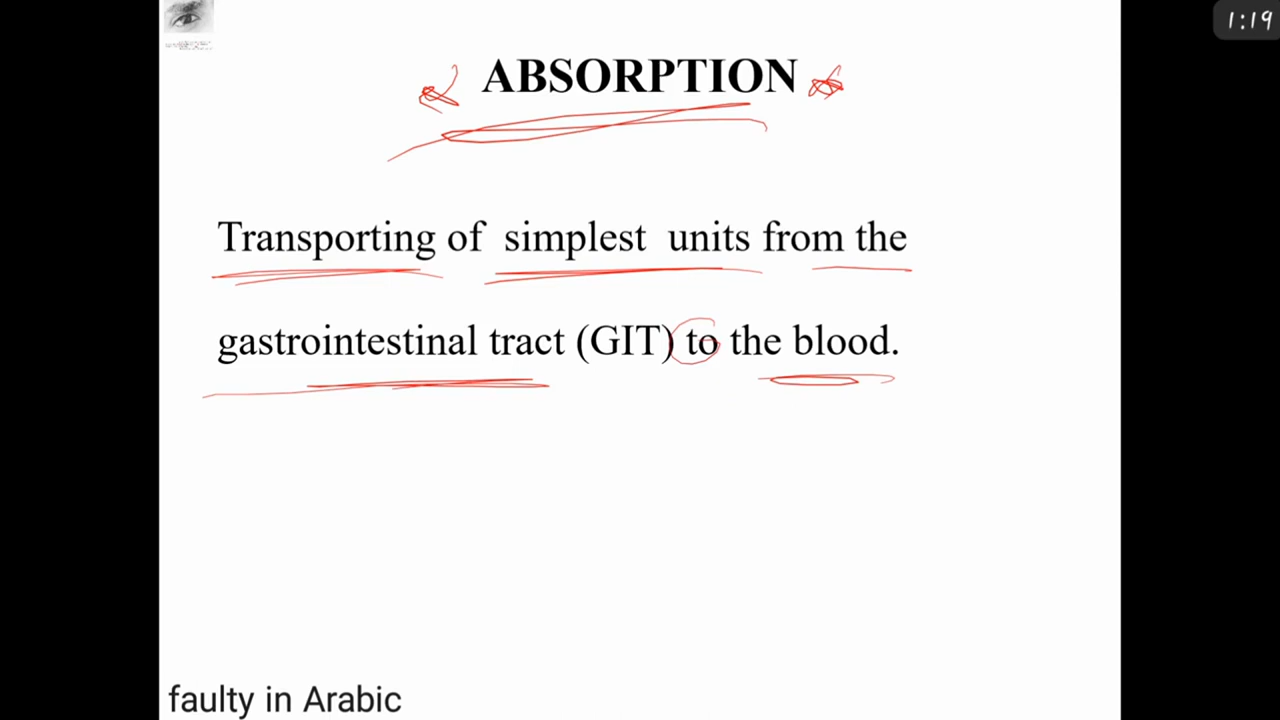 1:19
ABSORPTION
Transporting of simplest units from the
gastrointestinal tract (GIT) to the blood.
faulty in Arabic